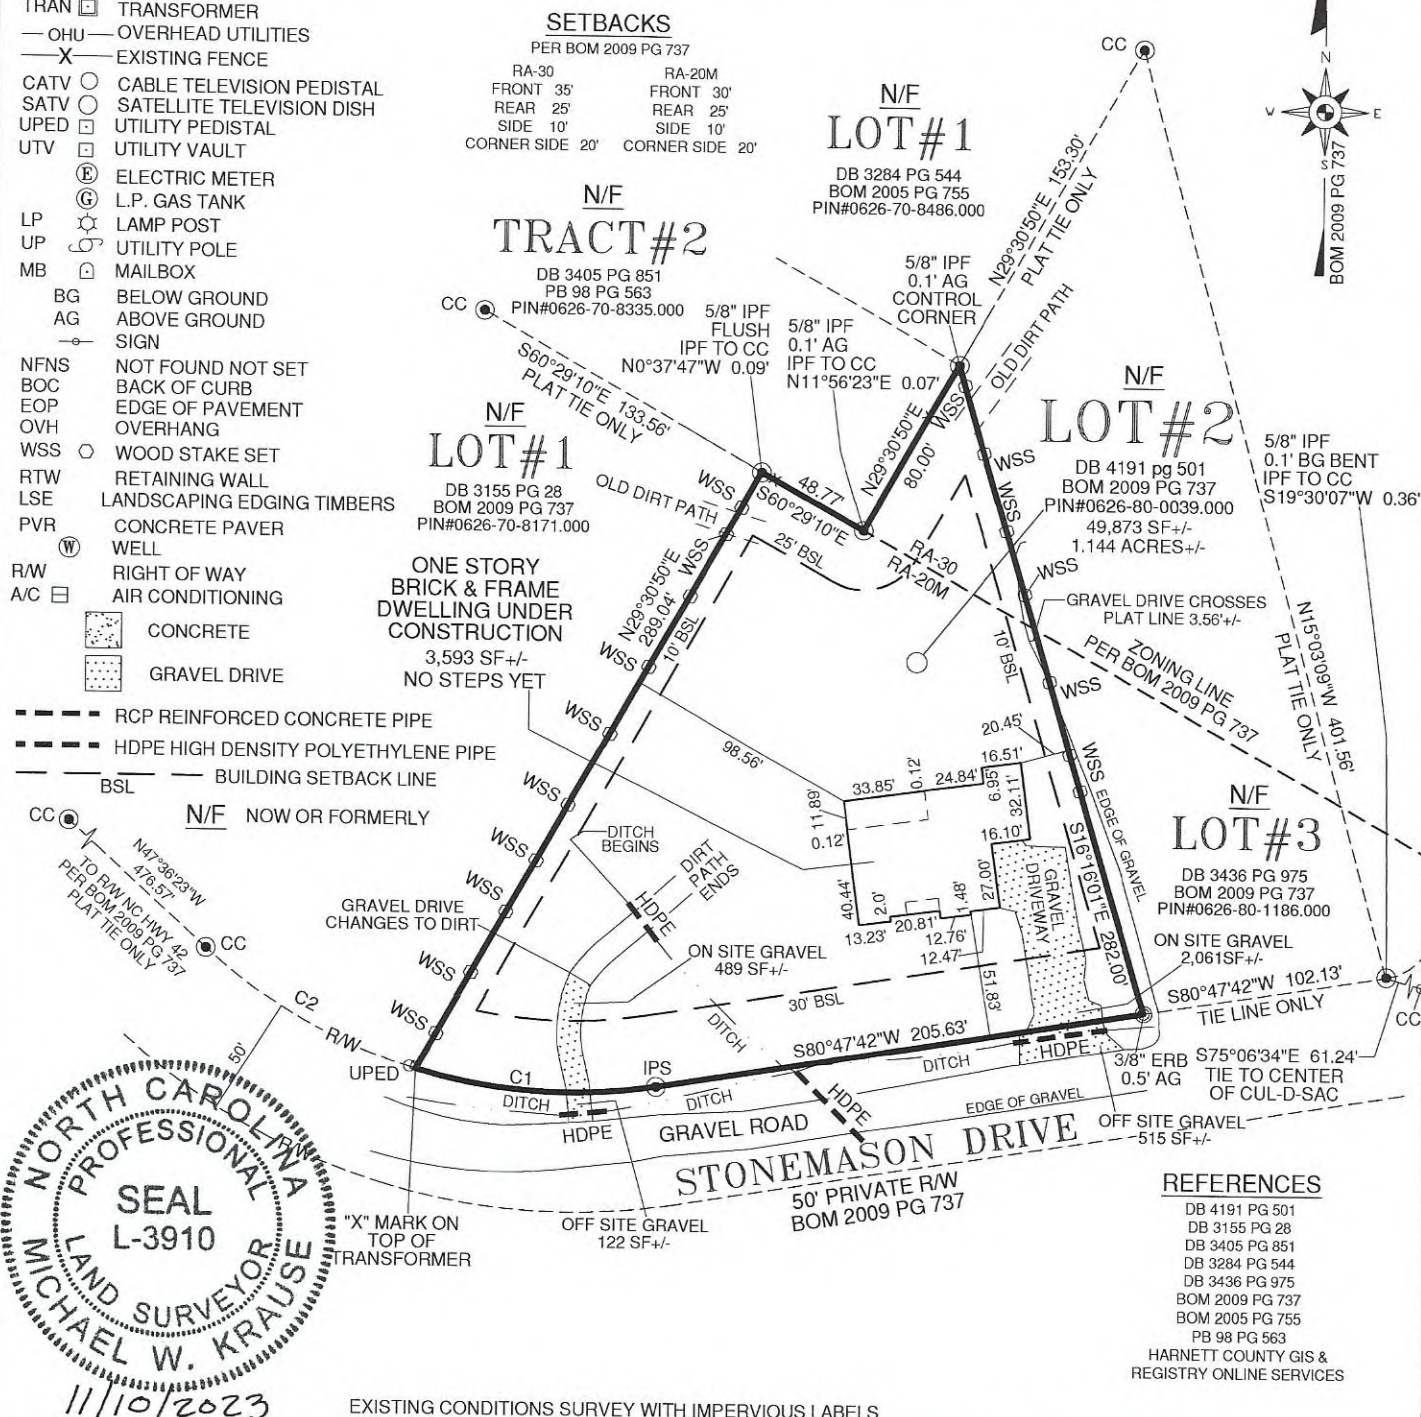 TRAN TRANSFORMER
OHU OVERHEAD UTILITIES
X EXISTING FENCE
CATV CABLE TELEVISION PEDISTAL
SATV SATELLITE TELEVISION DISH
UPED UTILITY PEDISTAL
UTV UTILITY VAULT
E ELECTRIC METER
G L.P. GAS TANK
LP LAMP POST
UP UTILITY POLE
MB MAILBOX
BG BELOW GROUND
AG ABOVE GROUND
SIGN
NFNS NOT FOUND NOT SET
BOC BACK OF CURB
EOP EDGE OF PAVEMENT
OVH OVERHANG
WSS WOOD STAKE SET
RTW RETAINING WALL
LSE LANDSCAPING EDGING TIMBERS
PVR CONCRETE PAVER
W WELL
R/W RIGHT OF WAY
A/C AIR CONDITIONING
CONCRETE
GRAVEL DRIVE
RCP REINFORCED CONCRETE PIPE
HDPE HIGH DENSITY POLYETHYLENE PIPE
BSL BUILDING SETBACK LINE
N/F NOW OR FORMERLY
SETBACKS
PER BOM 2009 PG 737
RA-30 RA-20M
FRONT 35' FRONT 30'
REAR 25' REAR 25'
SIDE 10' SIDE 10'
CORNER SIDE 20' CORNER SIDE 20'
N/F
LOT#1
DB 3284 PG 544
BOM 2005 PG 755
PIN#0626-70-8486.000
CC
N29°30'50"E 153.30'
PLAT TIE ONLY
N
W E
S
BOM 2009 PG 737
N/F
TRACT#2
DB 3405 PG 851
PB 98 PG 563
PIN#0626-70-8335.000
CC
S60°29'10"E 133.56'
PLAT TIE ONLY
5/8" IPF
FLUSH
IPF TO CC
N0°37'47"W 0.09'
5/8" IPF
0.1' AG
IPF TO CC
N11°56'23"E 0.07'
5/8" IPF
0.1' AG
CONTROL
CORNER
OLD DIRT PATH
N/F
LOT#2
DB 4191 pg 501
BOM 2009 PG 737
PIN#0626-80-0039.000
49,873 SF+/-
1.144 ACRES+/-
5/8" IPF
0.1' BG BENT
IPF TO CC
S19°30'07"W 0.36'
N/F
LOT#1
DB 3155 PG 28
BOM 2009 PG 737
PIN#0626-70-8171.000
OLD DIRT PATH
WSS
48.77'
S60°29'10"E
25' BSL
N29°30'50"E
80.00'
WSS
WSS
WSS
WSS
WSS
RA-30
RA-20M
GRAVEL DRIVE CROSSES
PLAT LINE 3.56'+/-
ZONING LINE
PER BOM 2009 PG 737
N15°03'09"W 401.56'
PLAT TIE ONLY
ONE STORY
BRICK & FRAME
DWELLING UNDER
CONSTRUCTION
3,593 SF+/-
NO STEPS YET
N29°30'50"E
289.04'
WSS
10' BSL
WSS
WSS
WSS
WSS
WSS
WSS
WSS
98.56'
10' BSL
20.45'
16.51'
33.85'
0.12'
24.84'
6.95'
32.11'
11.89'
0.12'
16.10'
27.00'
40.44'
2.0'
13.23'
20.81'
1.48'
12.76'
12.47'
51.83'
WSS
EDGE OF GRAVEL
S16°16'01"E 282.00'
GRAVEL
DRIVEWAY
N/F
LOT#3
DB 3436 PG 975
BOM 2009 PG 737
PIN#0626-80-1186.000
ON SITE GRAVEL
2,061SF+/-
S80°47'42"W 102.13'
TIE LINE ONLY
CC
S75°06'34"E 61.24'
TIE TO CENTER
OF CUL-D-SAC
3/8" ERB
0.5' AG
CC
N47°36'23"W
476.57'
TO R/W NC HWY 42
PER BOM 2009 PG 737
PLAT TIE ONLY
CC
C2
R/W
50'
R/W
DITCH
BEGINS
DIRT
PATH
ENDS
HDPE
GRAVEL DRIVE
CHANGES TO DIRT
ON SITE GRAVEL
489 SF+/-
30' BSL
DITCH
S80°47'42"W 205.63'
DITCH
HDPE
UPED
C1
IPS
DITCH
DITCH
HDPE
HDPE
EDGE OF GRAVEL
GRAVEL ROAD
STONEMASON DRIVE
50' PRIVATE R/W
BOM 2009 PG 737
OFF SITE GRAVEL
515 SF+/-
OFF SITE GRAVEL
122 SF+/-
"X" MARK ON
TOP OF
TRANSFORMER
NORTH CAROLINA
PROFESSIONAL
SEAL
L-3910
LAND SURVEYOR
MICHAEL W. KRAUSE
11/10/2023
REFERENCES
DB 4191 PG 501
DB 3155 PG 28
DB 3405 PG 851
DB 3284 PG 544
DB 3436 PG 975
BOM 2009 PG 737
BOM 2005 PG 755
PB 98 PG 563
HARNETT COUNTY GIS &
REGISTRY ONLINE SERVICES
EXISTING CONDITIONS SURVEY WITH IMPERVIOUS LABELS